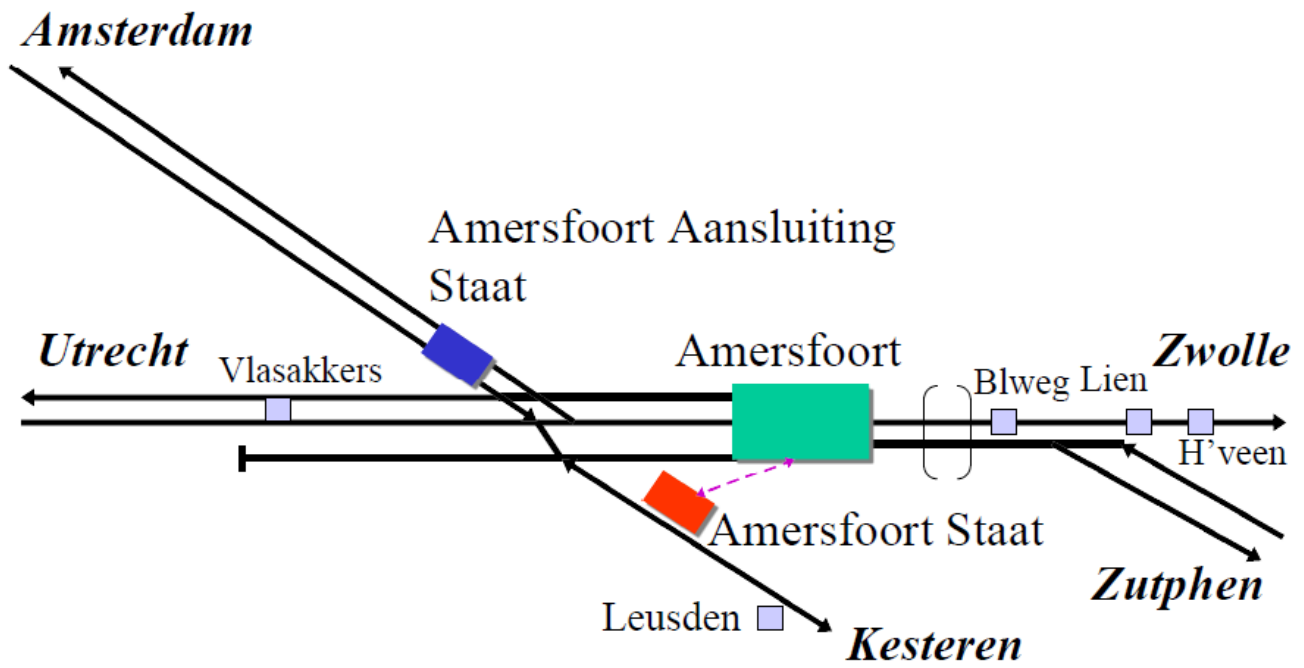 Amsterdam
Amersfoort Aansluiting
Staat
Utrecht
Vlasakkers
Amersfoort
Zwolle
Blweg
Lien
H'veen
Amersfoort Staat
Zutphen
Leusden
Kesteren